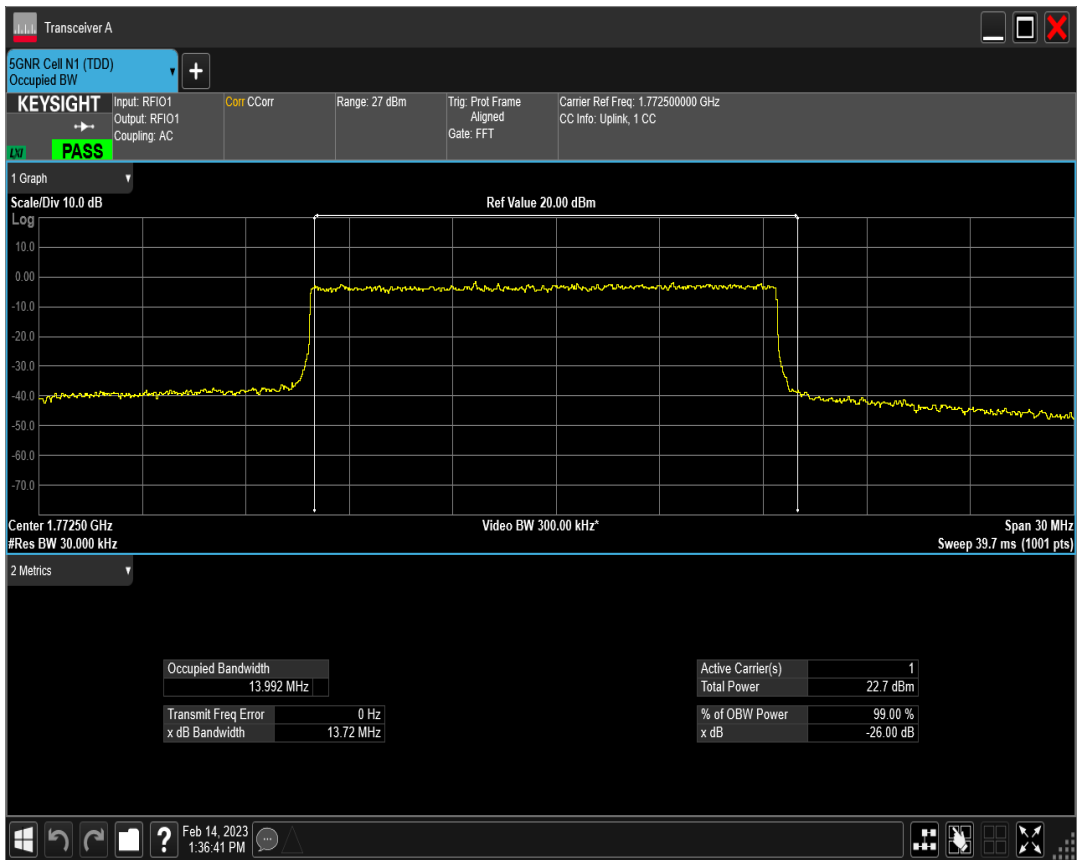 Transceiver A
5GNR Cell N1 (TDD)
Occupied BW
KEYSIGHT
LXI
PASS
Input: RFIO1
Output: RFIO1
Coupling: AC
Corr CCorr
Range: 27 dBm
Trig: Prot Frame
Aligned
Gate: FFT
Carrier Ref Freq: 1.772500000 GHz
CC Info: Uplink, 1 CC
1 Graph
Scale/Div 10.0 dB
Ref Value 20.00 dBm
Log
10.0
0.00
-10.0
-20.0
-30.0
-40.0
-50.0
-60.0
-70.0
Center 1.77250 GHz
Video BW 300.00 kHz*
Span 30 MHz
#Res BW 30.000 kHz
Sweep 39.7 ms (1001 pts)
2 Metrics
Occupied Bandwidth
13.992 MHz
Transmit Freq Error 0 Hz
x dB Bandwidth 13.72 MHz
Active Carrier(s) 1
Total Power 22.7 dBm
% of OBW Power 99.00 %
x dB -26.00 dB
Feb 14, 2023
1:36:41 PM